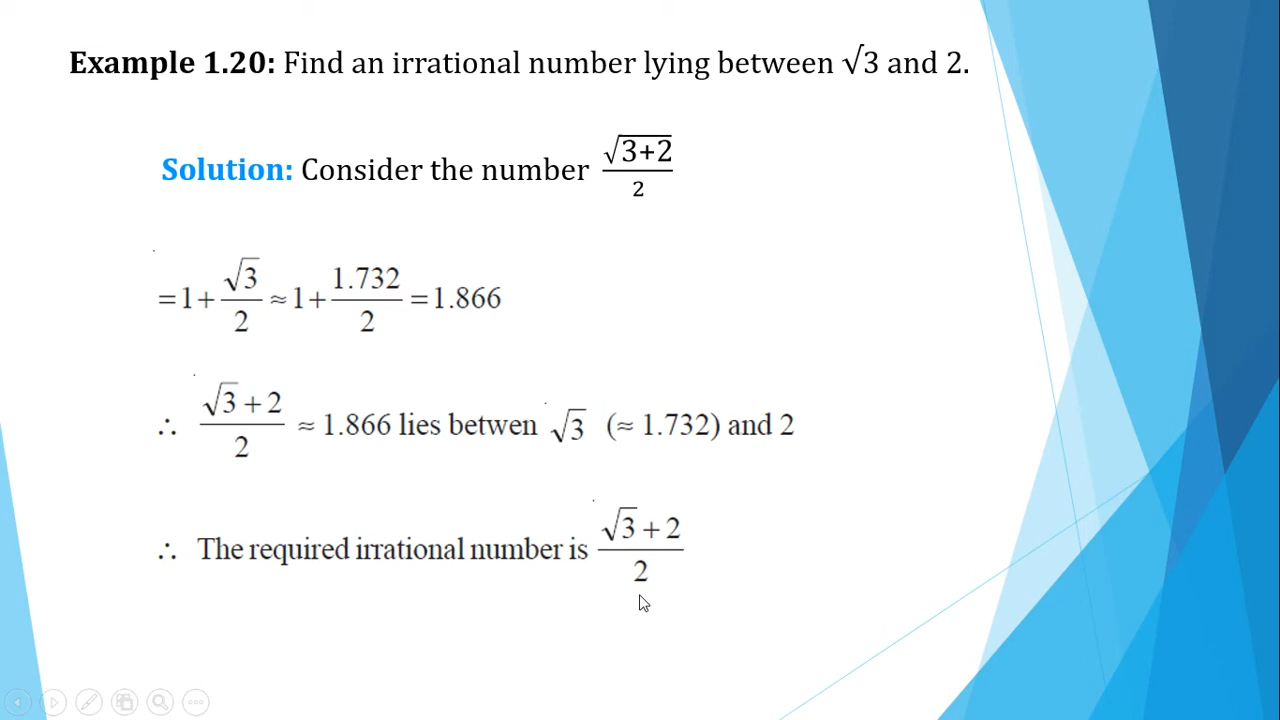 Example 1.20: Find an irrational number lying between √3 and 2.
Solution: Consider the number √(3+2)/2
=1+√3/2≈1+1.732/2=1.866
∴ (√3+2)/2 ≈ 1.866 lies betwen √3 (≈ 1.732) and 2
∴ The required irrational number is (√3+2)/2